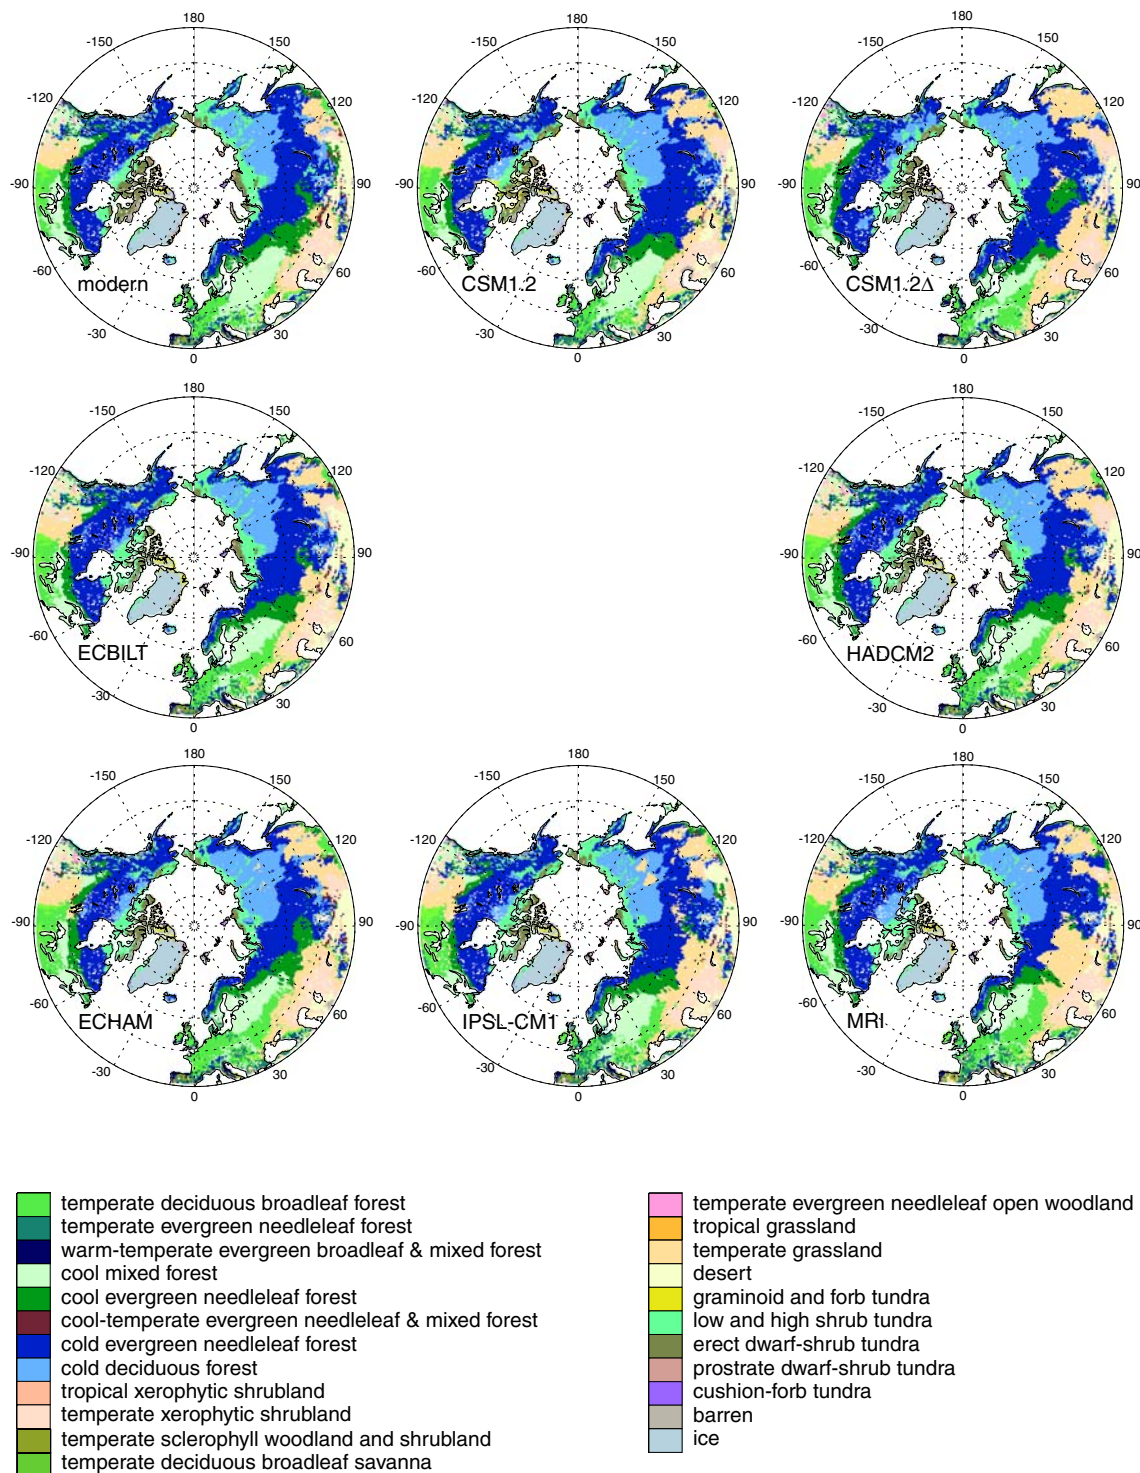 180 180 180
-150 150 -150 150 -150 150
-120 120 -120 120 -120 120
-90 90 -90 90 -90 90
-60 60 -60 60 -60 60
modern CSM1.2 CSM1.2Δ
-30 30 -30 30 -30 30
0 0 0
180 180
-150 150 -150 150
-120 120 -120 120
-90 90 -90 90
-60 60 -60 60
ECBILT HADCM2
-30 30 -30 30
0 0
180 180 180
-150 150 -150 150 -150 150
-120 120 -120 120 -120 120
-90 90 -90 90 -90 90
-60 60 -60 60 -60 60
ECHAM IPSL-CM1 MRI
-30 30 -30 30 -30 30
0 0 0
temperate deciduous broadleaf forest
temperate evergreen needleleaf forest
warm-temperate evergreen broadleaf & mixed forest
cool mixed forest
cool evergreen needleleaf forest
cool-temperate evergreen needleleaf & mixed forest
cold evergreen needleleaf forest
cold deciduous forest
tropical xerophytic shrubland
temperate xerophytic shrubland
temperate sclerophyll woodland and shrubland
temperate deciduous broadleaf savanna
temperate evergreen needleleaf open woodland
tropical grassland
temperate grassland
desert
graminoid and forb tundra
low and high shrub tundra
erect dwarf-shrub tundra
prostrate dwarf-shrub tundra
cushion-forb tundra
barren
ice